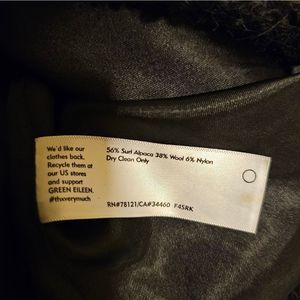 We'd like our
clothes back.
Recycle them at
our US stores
and support
GREEN EILEEN.
#thxverymuch
56% Suri Alpaca 38% Wool 6% Nylon
Dry Clean Only
RN#78121/CA#34460 F4SRK